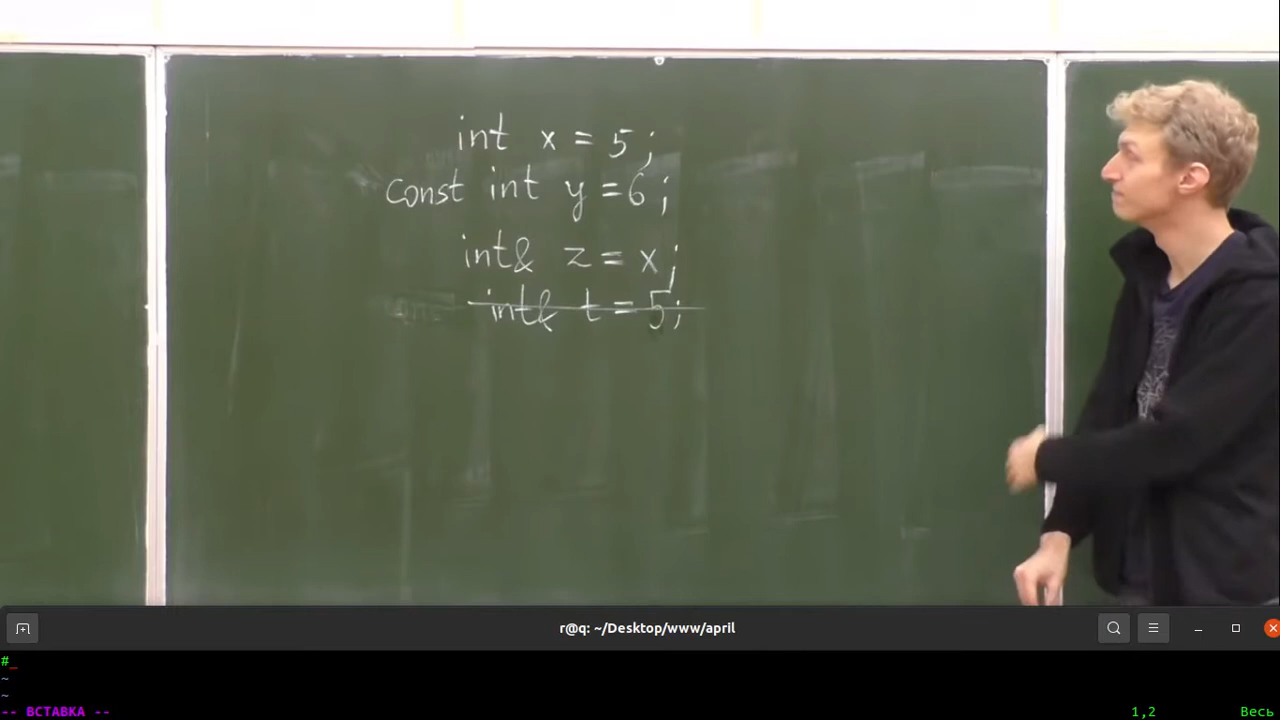 int x = 5;
const int y = 6;
int& z = x;
int& t = 5;
r@q: ~/Desktop/www/april
#_
~
~
-- ВСТАВКА -- 1,2 Весь